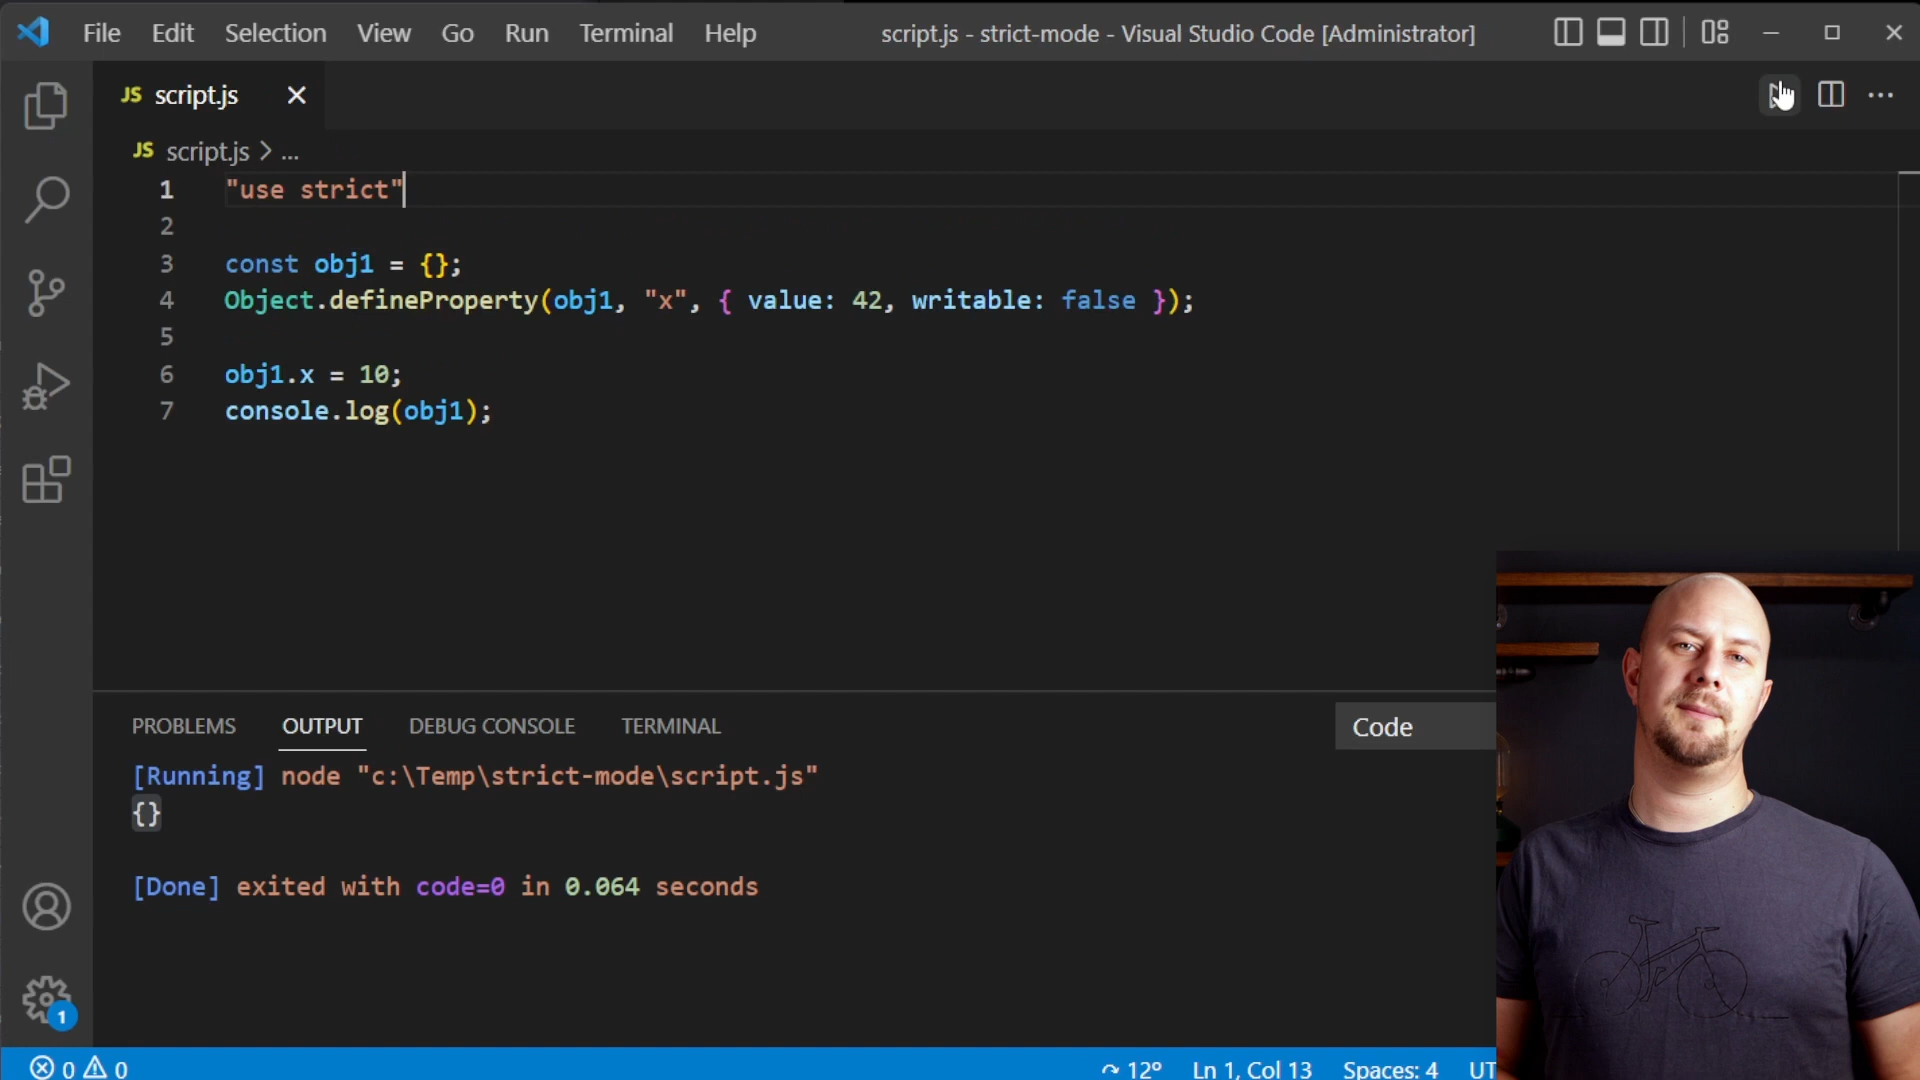 File Edit Selection View Go Run Terminal Help script.js - strict-mode - Visual Studio Code [Administrator]
JS script.js
JS script.js > ...
1 "use strict"
2
3 const obj1 = {};
4 Object.defineProperty(obj1, "x", { value: 42, writable: false });
5
6 obj1.x = 10;
7 console.log(obj1);
PROBLEMS OUTPUT DEBUG CONSOLE TERMINAL Code
[Running] node "c:\Temp\strict-mode\script.js"
{}
[Done] exited with code=0 in 0.064 seconds
1
0 0 12° Ln 1, Col 13 Spaces: 4 UT